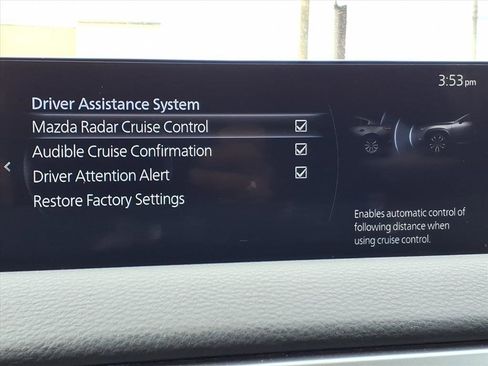 3:53 pm
Driver Assistance System
Mazda Radar Cruise Control
Audible Cruise Confirmation
Driver Attention Alert
Restore Factory Settings
Enables automatic control of
following distance when
using cruise control.